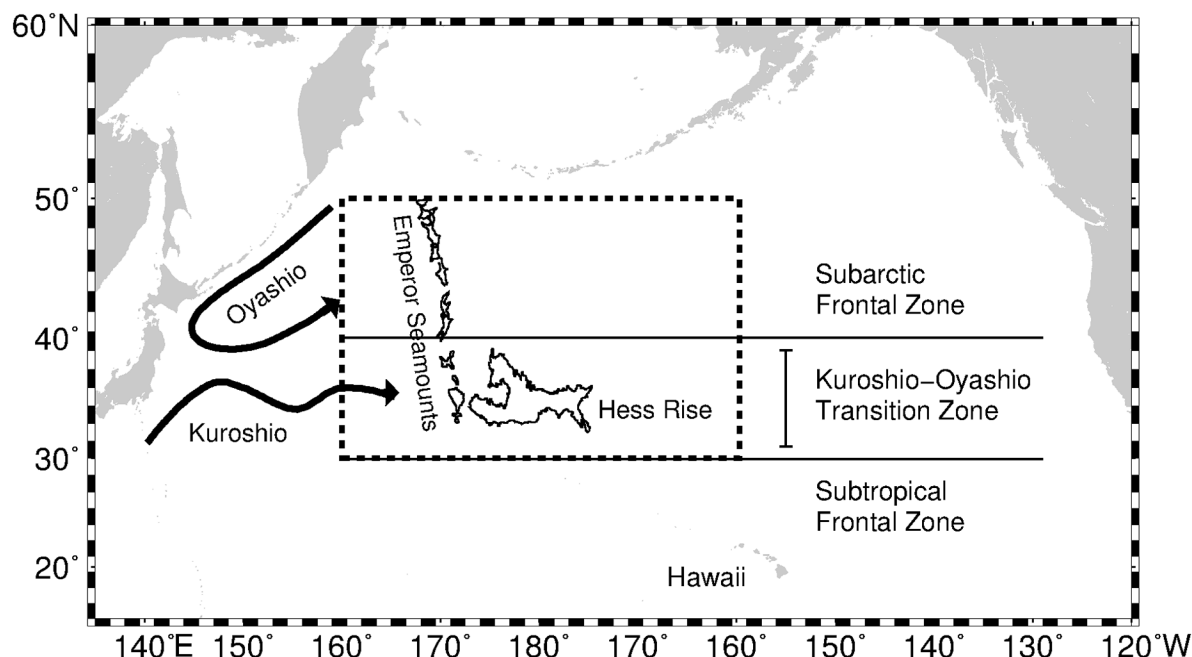 60˚N
50˚
40˚
30˚
20˚
Oyashio
Kuroshio
Emperor Seamounts
Hess Rise
Subarctic
Frontal Zone
Kuroshio–Oyashio
Transition Zone
Subtropical
Frontal Zone
Hawaii
140˚E 150˚ 160˚ 170˚ 180˚ 170˚ 160˚ 150˚ 140˚ 130˚ 120˚W